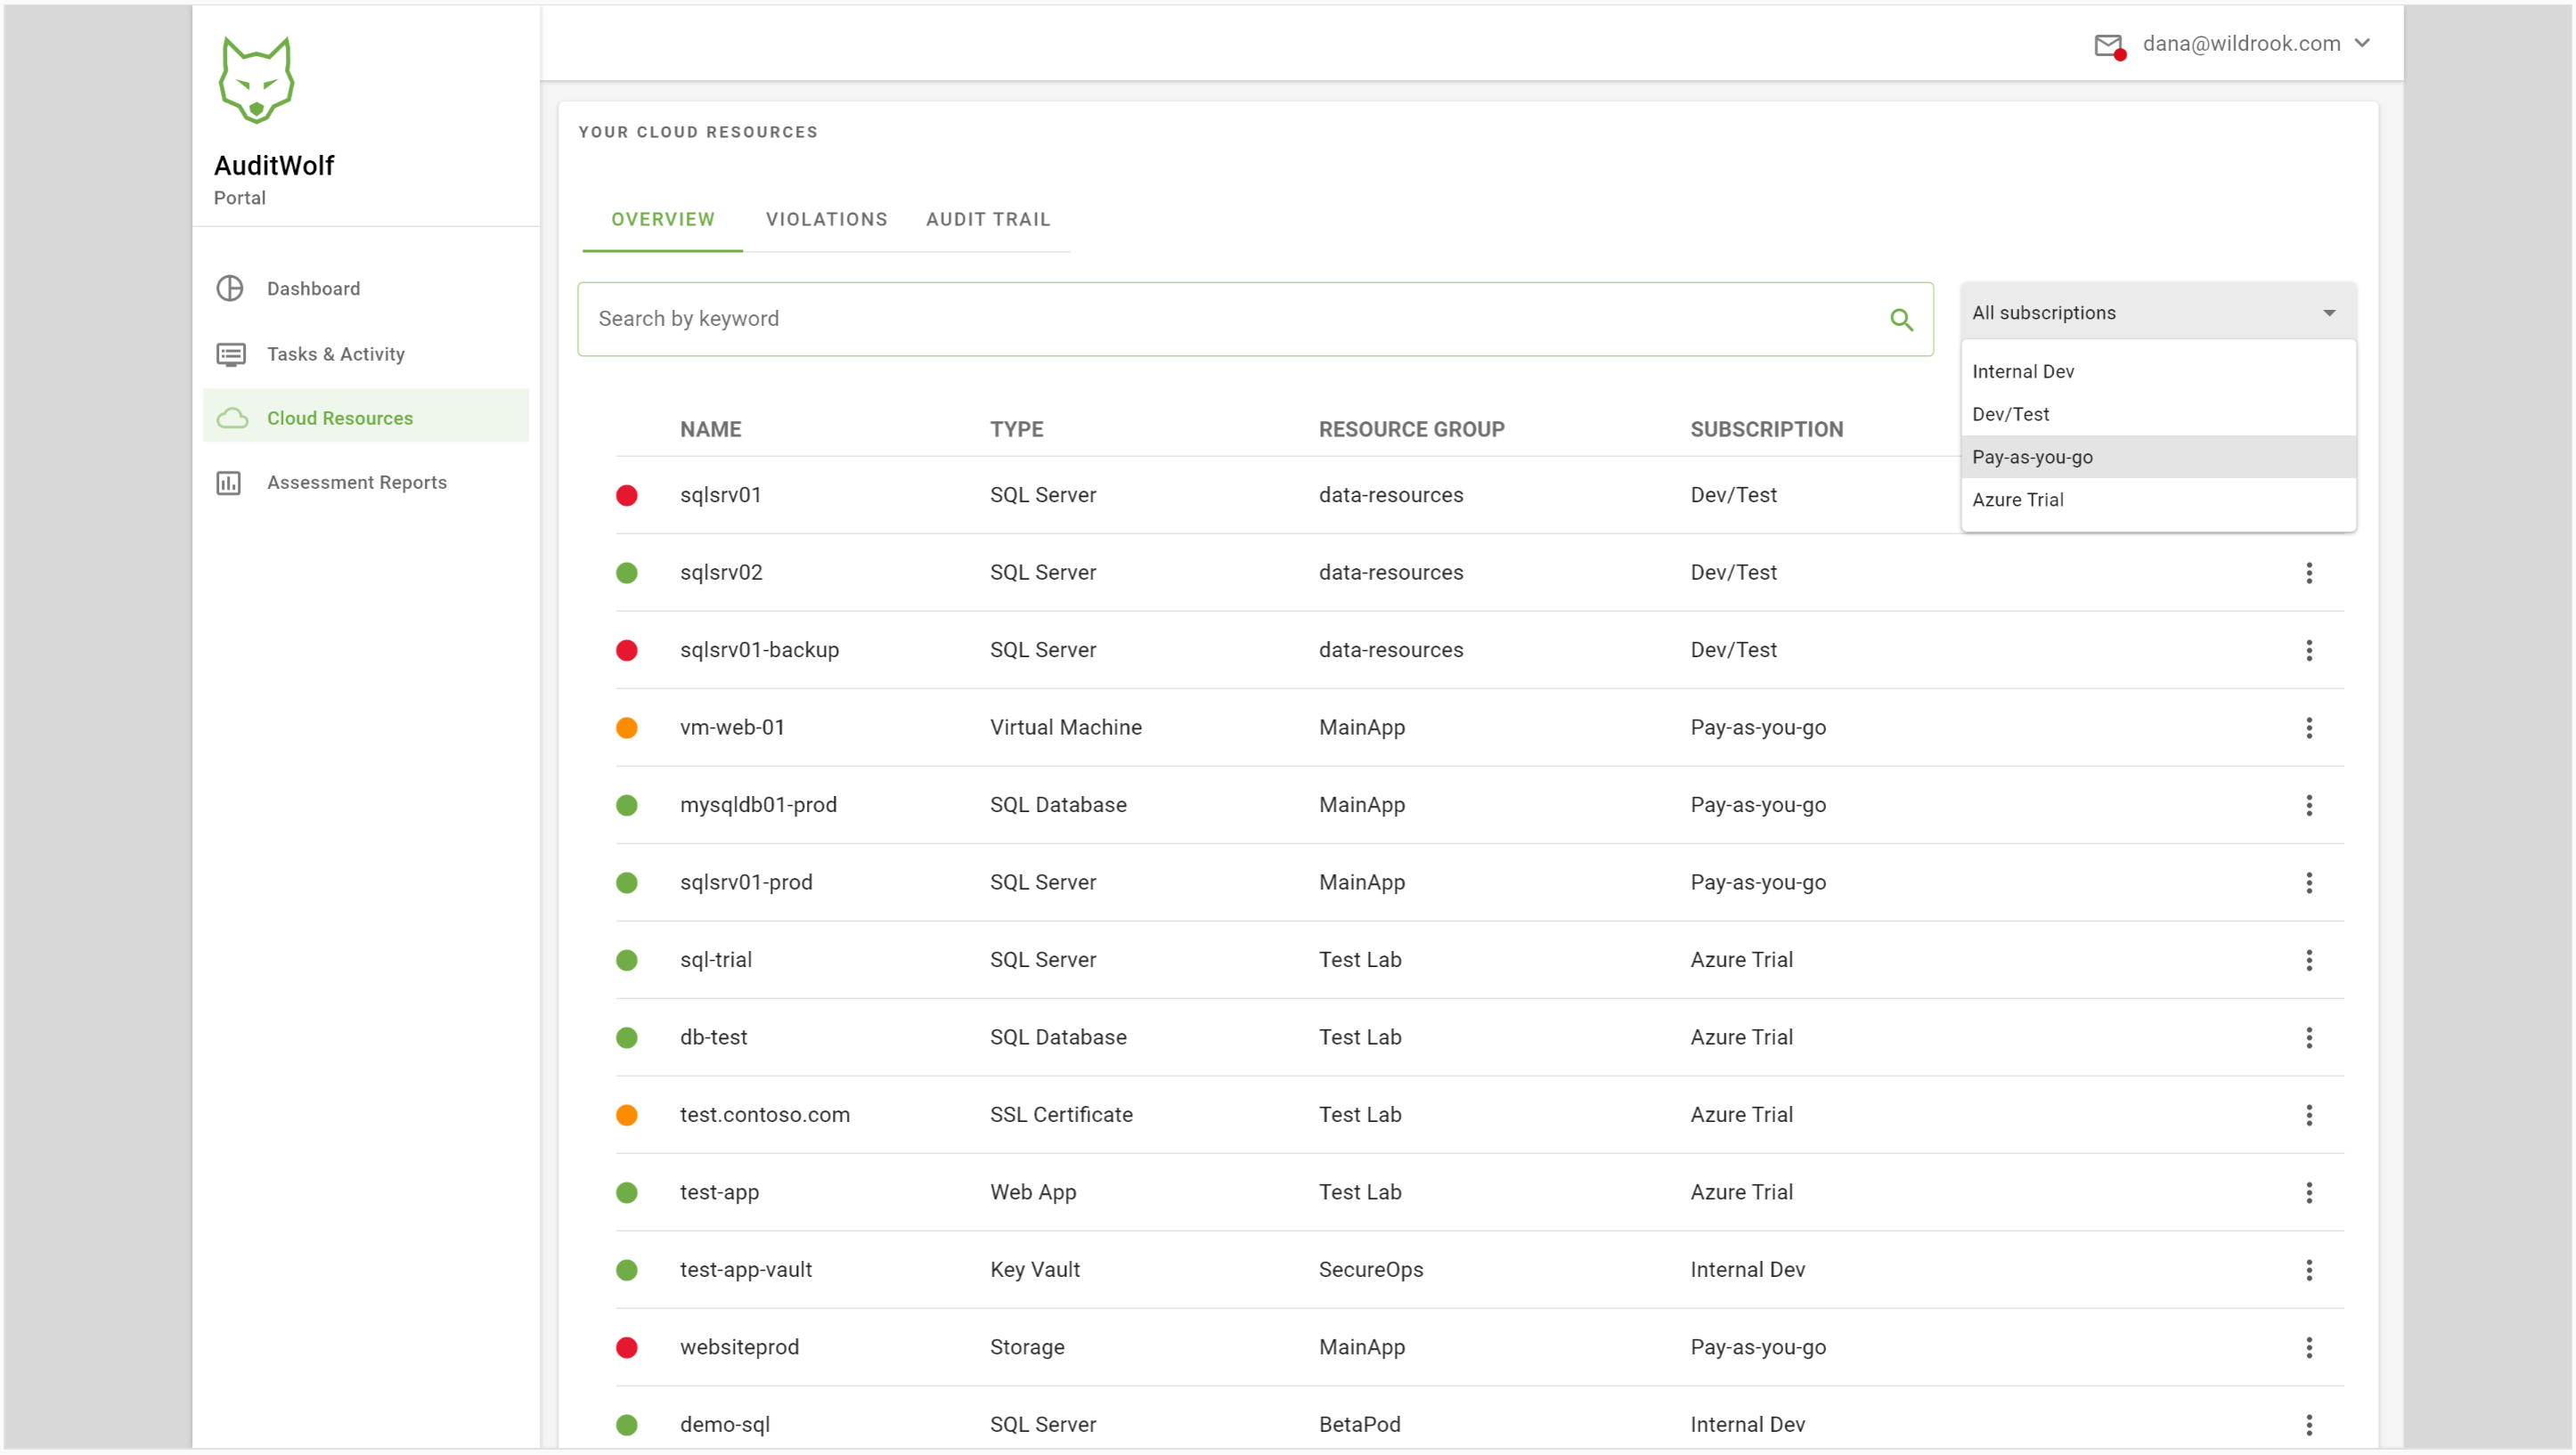 AuditWolf
Portal
Dashboard
Tasks & Activity
Cloud Resources
Assessment Reports
dana@wildrook.com
YOUR CLOUD RESOURCES
OVERVIEW VIOLATIONS AUDIT TRAIL
Search by keyword
All subscriptions
Internal Dev
Dev/Test
Pay-as-you-go
Azure Trial
NAME TYPE RESOURCE GROUP SUBSCRIPTION
sqlsrv01 SQL Server data-resources Dev/Test
sqlsrv02 SQL Server data-resources Dev/Test
sqlsrv01-backup SQL Server data-resources Dev/Test
vm-web-01 Virtual Machine MainApp Pay-as-you-go
mysqldb01-prod SQL Database MainApp Pay-as-you-go
sqlsrv01-prod SQL Server MainApp Pay-as-you-go
sql-trial SQL Server Test Lab Azure Trial
db-test SQL Database Test Lab Azure Trial
test.contoso.com SSL Certificate Test Lab Azure Trial
test-app Web App Test Lab Azure Trial
test-app-vault Key Vault SecureOps Internal Dev
websiteprod Storage MainApp Pay-as-you-go
demo-sql SQL Server BetaPod Internal Dev